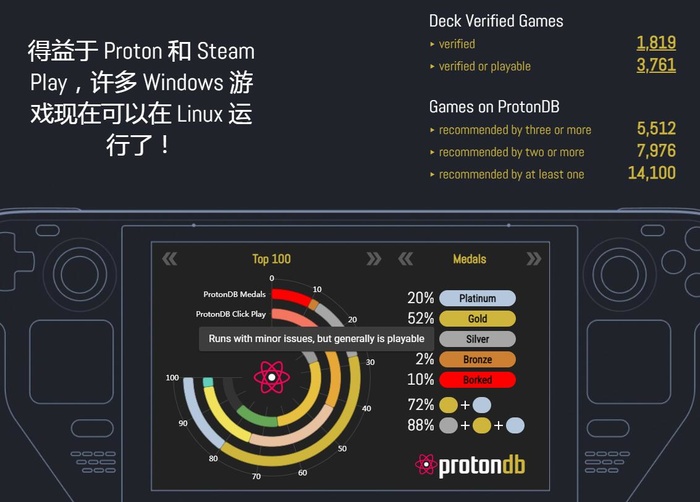 得益于 Proton 和 Steam
Play，许多 Windows 游
戏现在可以在 Linux 运
行了！
Deck Verified Games
‣ verified 1,819
‣ verified or playable 3,761
Games on ProtonDB
‣ recommended by three or more 5,512
‣ recommended by two or more 7,976
‣ recommended by at least one 14,100
Top 100
ProtonDB Medals
ProtonDB Click Play
Runs with minor issues, but generally is playable
0
10
20
30
40
50
60
70
80
90
100
Medals
20% Platinum
52% Gold
Silver
2% Bronze
10% Borked
72% +
88% + +
protondb